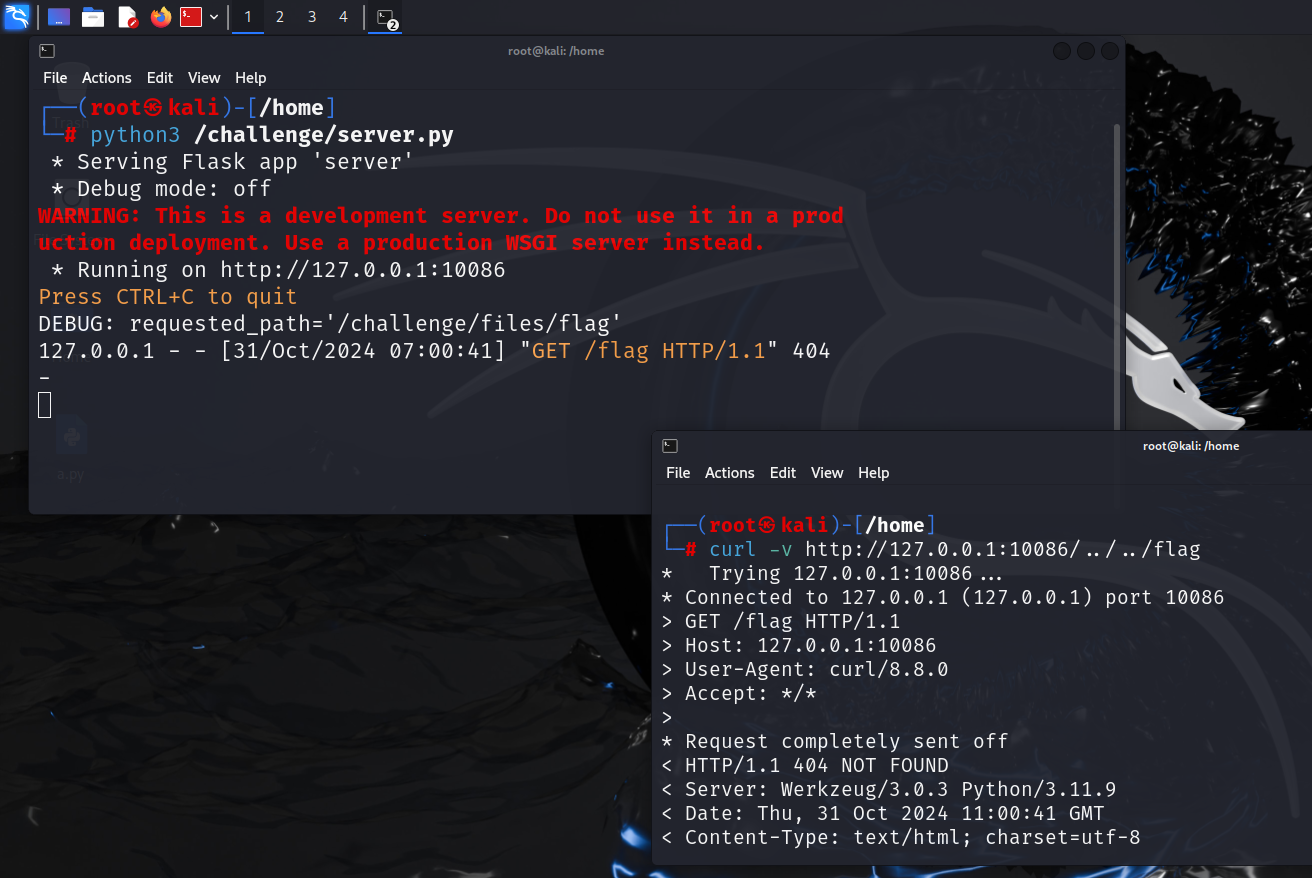 1 2 3 4 2
root@kali: /home
File Actions Edit View Help
┌──(root㉿kali)-[/home]
└─# python3 /challenge/server.py
* Serving Flask app 'server'
* Debug mode: off
WARNING: This is a development server. Do not use it in a prod
uction deployment. Use a production WSGI server instead.
* Running on http://127.0.0.1:10086
Press CTRL+C to quit
DEBUG: requested_path='/challenge/files/flag'
127.0.0.1 - - [31/Oct/2024 07:00:41] "GET /flag HTTP/1.1" 404
-
Trash
a.py
root@kali: /home
File Actions Edit View Help
┌──(root㉿kali)-[/home]
└─# curl -v http://127.0.0.1:10086/../../flag
*   Trying 127.0.0.1:10086...
* Connected to 127.0.0.1 (127.0.0.1) port 10086
> GET /flag HTTP/1.1
> Host: 127.0.0.1:10086
> User-Agent: curl/8.8.0
> Accept: */*
>
* Request completely sent off
< HTTP/1.1 404 NOT FOUND
< Server: Werkzeug/3.0.3 Python/3.11.9
< Date: Thu, 31 Oct 2024 11:00:41 GMT
< Content-Type: text/html; charset=utf-8